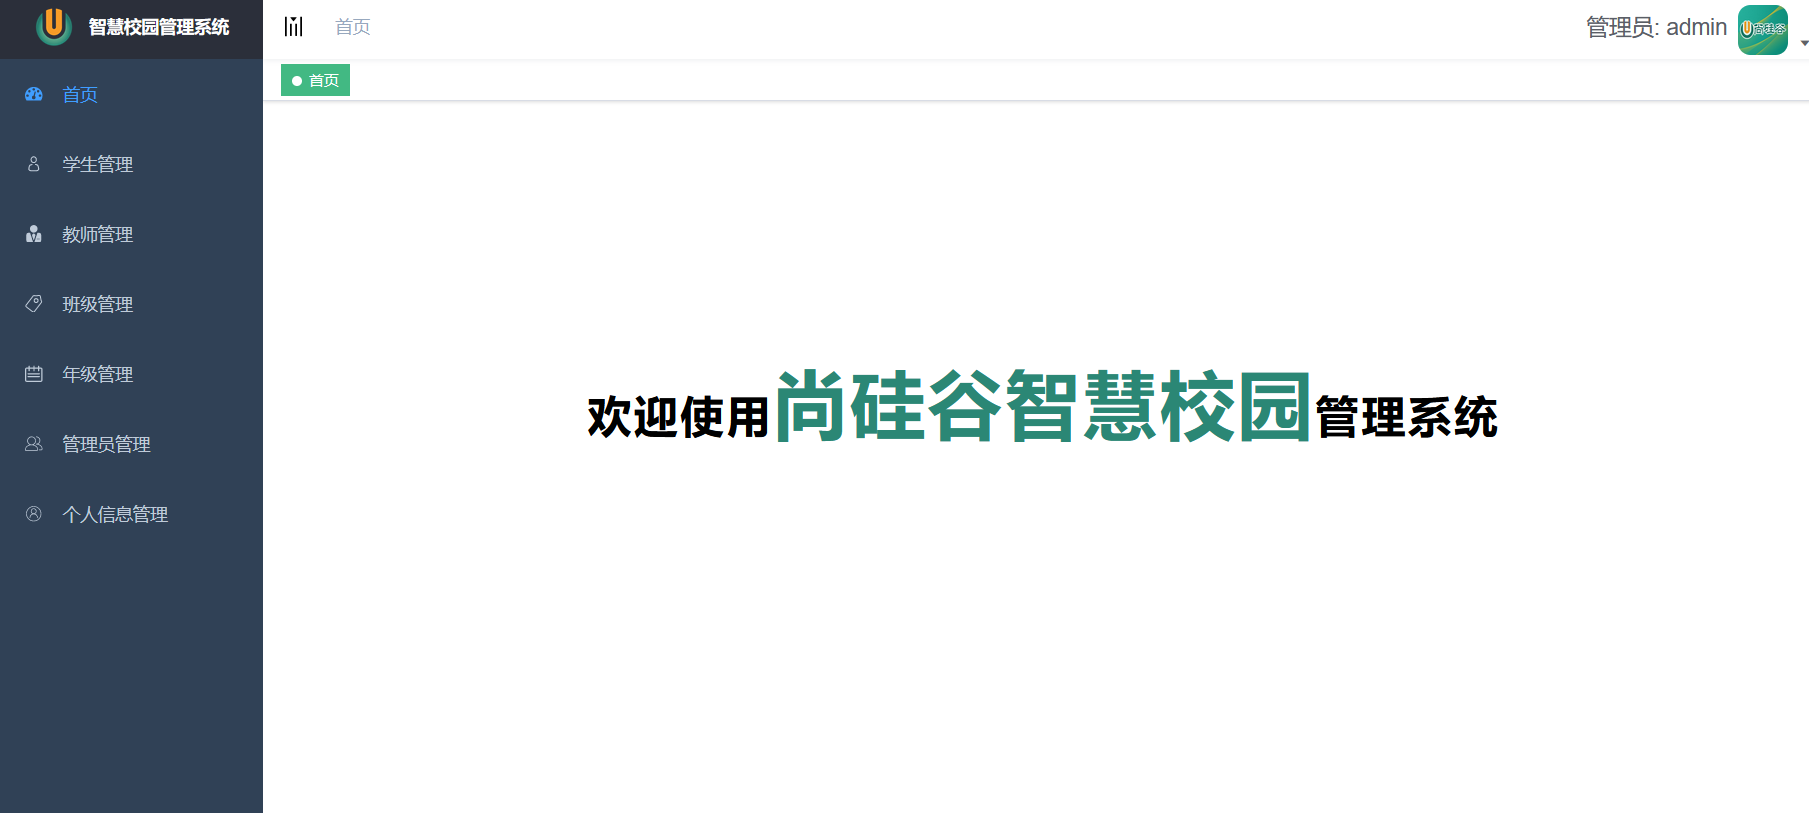 智慧校园管理系统
首页
管理员: admin
尚硅谷
首页
首页
学生管理
教师管理
班级管理
年级管理
管理员管理
个人信息管理
欢迎使用尚硅谷智慧校园管理系统